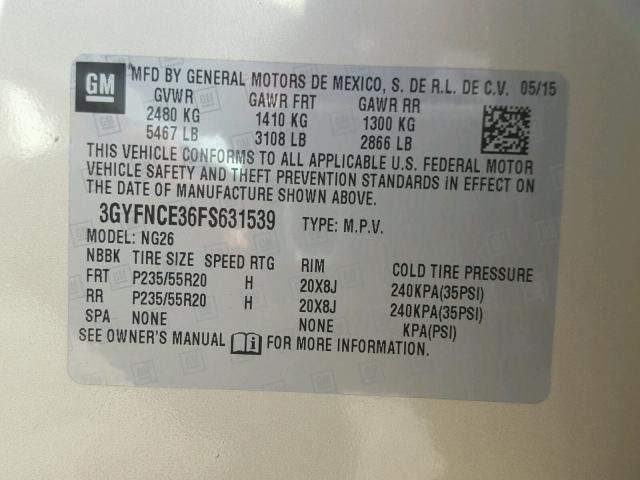 GM *MFD BY GENERAL MOTORS DE MEXICO, S. DE R.L. DE C.V. 05/15
GVWR GAWR FRT GAWR RR
2480 KG 1410 KG 1300 KG
5467 LB 3108 LB 2866 LB
THIS VEHICLE CONFORMS TO ALL APPLICABLE U.S. FEDERAL MOTOR
VEHICLE SAFETY AND THEFT PREVENTION STANDARDS IN EFFECT ON
THE DATE OF MANUFACTURE SHOWN ABOVE.
3GYFNCE36FS631539 TYPE: M.P.V.
MODEL: NG26
NBBK TIRE SIZE SPEED RTG RIM COLD TIRE PRESSURE
FRT P235/55R20 H 20X8J 240KPA(35PSI)
RR P235/55R20 H 20X8J 240KPA(35PSI)
SPA NONE NONE KPA(PSI)
SEE OWNER'S MANUAL FOR MORE INFORMATION.